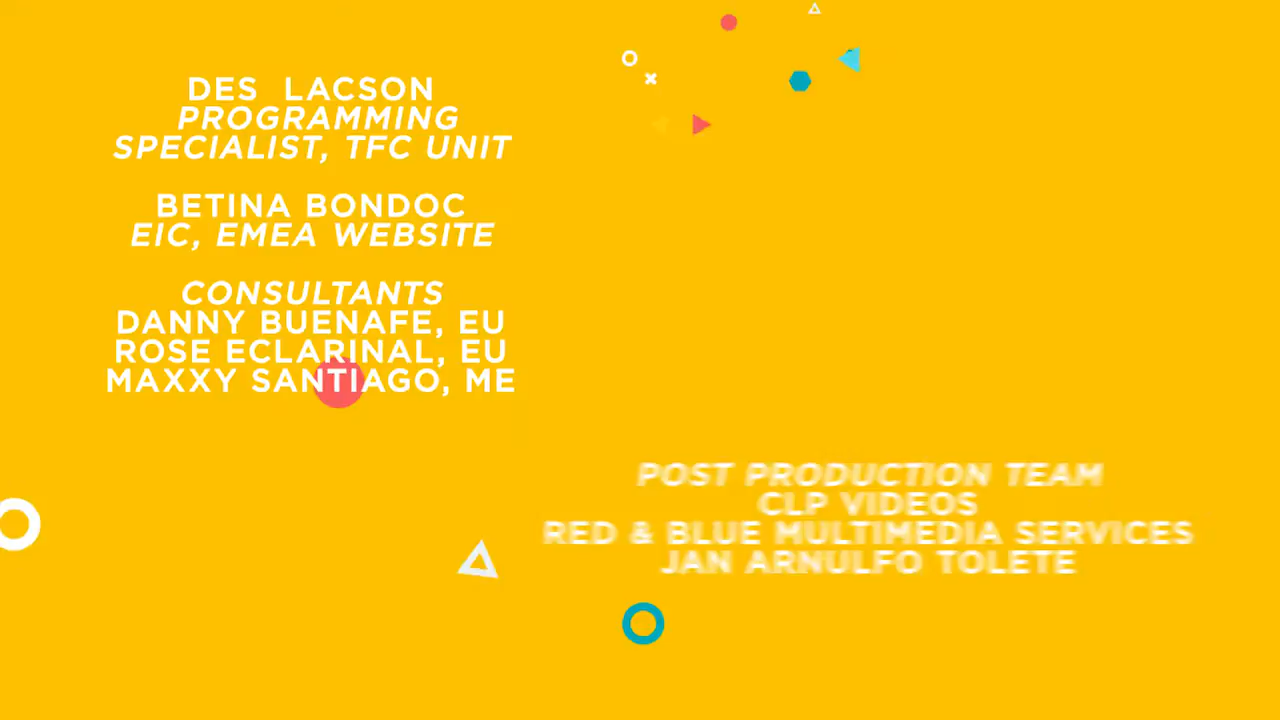 DES LACSON
PROGRAMMING
SPECIALIST, TFC UNIT
BETINA BONDOC
EIC, EMEA WEBSITE
CONSULTANTS
DANNY BUENAFE, EU
ROSE ECLARINAL, EU
MAXXY SANTIAGO, ME
POST PRODUCTION TEAM
CLP VIDEOS
RED & BLUE MULTIMEDIA SERVICES
JAN ARNULFO TOLETE